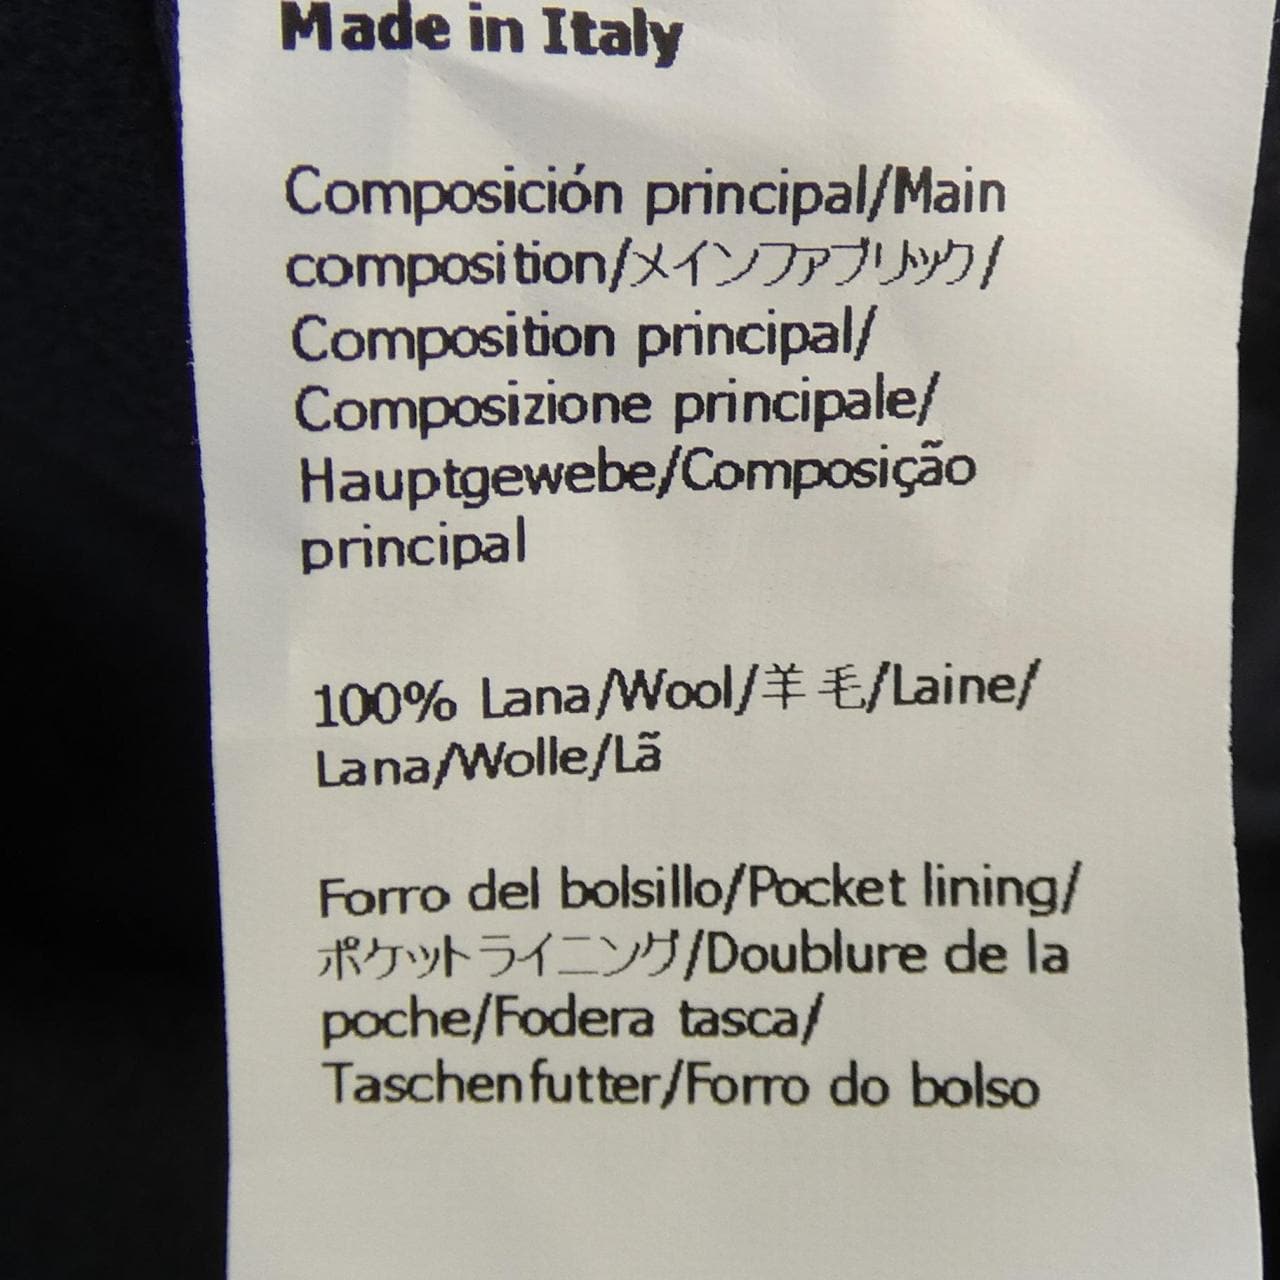 Made in Italy
Composición principal/Main
composition/メインファブリック/
Composition principal/
Composizione principale/
Hauptgewebe/Composição
principal
100% Lana/Wool/羊毛/Laine/
Lana/Wolle/Lã
Forro del bolsillo/Pocket lining/
ポケットライニング/Doublure de la
poche/Fodera tasca/
Taschenfutter/Forro do bolso